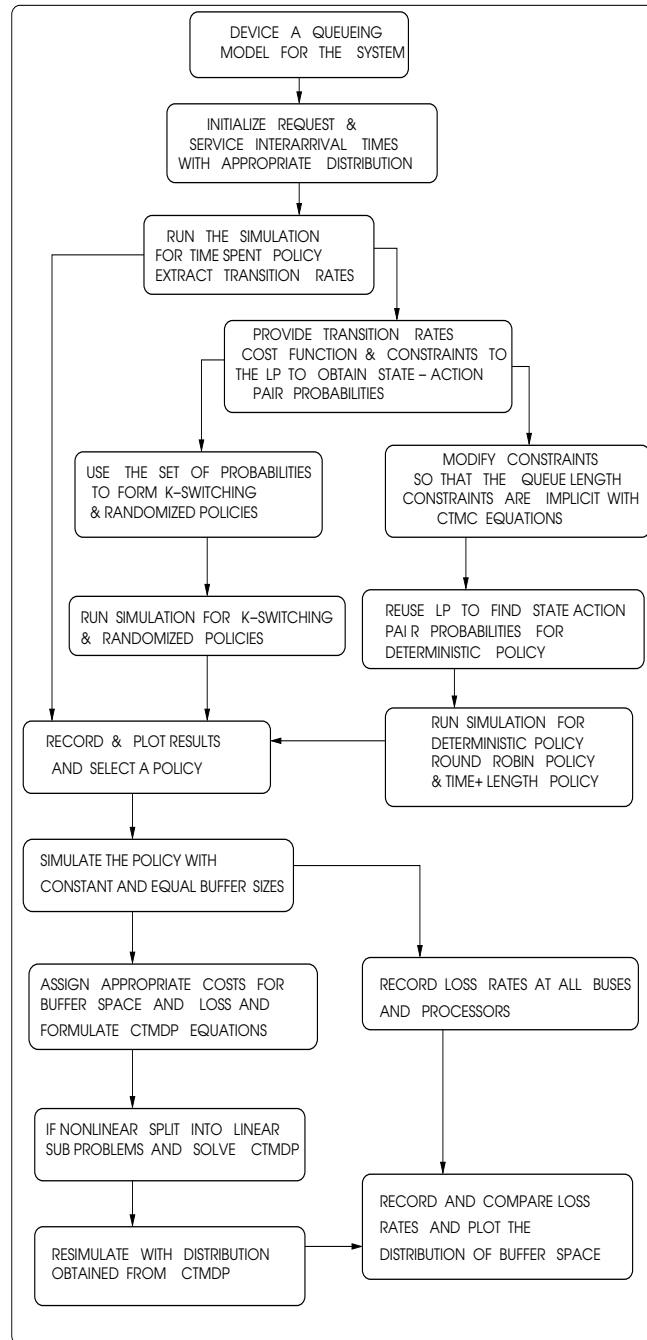 DEVICE A QUEUEING
MODEL FOR THE SYSTEM
INITIALIZE REQUEST &
SERVICE INTERARRIVAL TIMES
WITH APPROPRIATE DISTRIBUTION
RUN THE SIMULATION
FOR TIME SPENT POLICY
EXTRACT TRANSITION RATES
PROVIDE TRANSITION RATES
COST FUNCTION & CONSTRAINTS TO
THE LP TO OBTAIN STATE – ACTION
PAIR PROBABILITIES
USE THE SET OF PROBABILITIES
TO FORM K–SWITCHING
& RANDOMIZED POLICIES
MODIFY CONSTRAINTS
SO THAT THE QUEUE LENGTH
CONSTRAINTS ARE IMPLICIT WITH
CTMC EQUATIONS
RUN SIMULATION FOR K–SWITCHING
& RANDOMIZED POLICIES
REUSE LP TO FIND STATE ACTION
PAI R PROBABILITIES FOR
DETERMINISTIC POLICY
RECORD & PLOT RESULTS
AND SELECT A POLICY
RUN SIMULATION FOR
DETERMINISTIC POLICY
ROUND ROBIN POLICY
& TIME+ LENGTH POLICY
SIMULATE THE POLICY WITH
CONSTANT AND EQUAL BUFFER SIZES
ASSIGN APPROPRIATE COSTS FOR
BUFFER SPACE AND LOSS AND
FORMULATE CTMDP EQUATIONS
RECORD LOSS RATES AT ALL BUSES
AND PROCESSORS
IF NONLINEAR SPLIT INTO LINEAR
SUB PROBLEMS AND SOLVE CTMDP
RECORD AND COMPARE LOSS
RATES AND PLOT THE
DISTRIBUTION OF BUFFER SPACE
RESIMULATE WITH DISTRIBUTION
OBTAINED FROM CTMDP